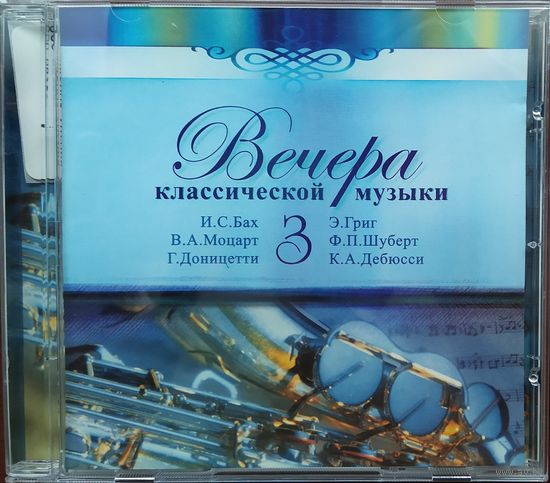 Вечера
классической музыки
И.С.Бах
В.А.Моцарт
Г.Доницетти
3
Э.Григ
Ф.П.Шуберт
К.А.Дебюсси